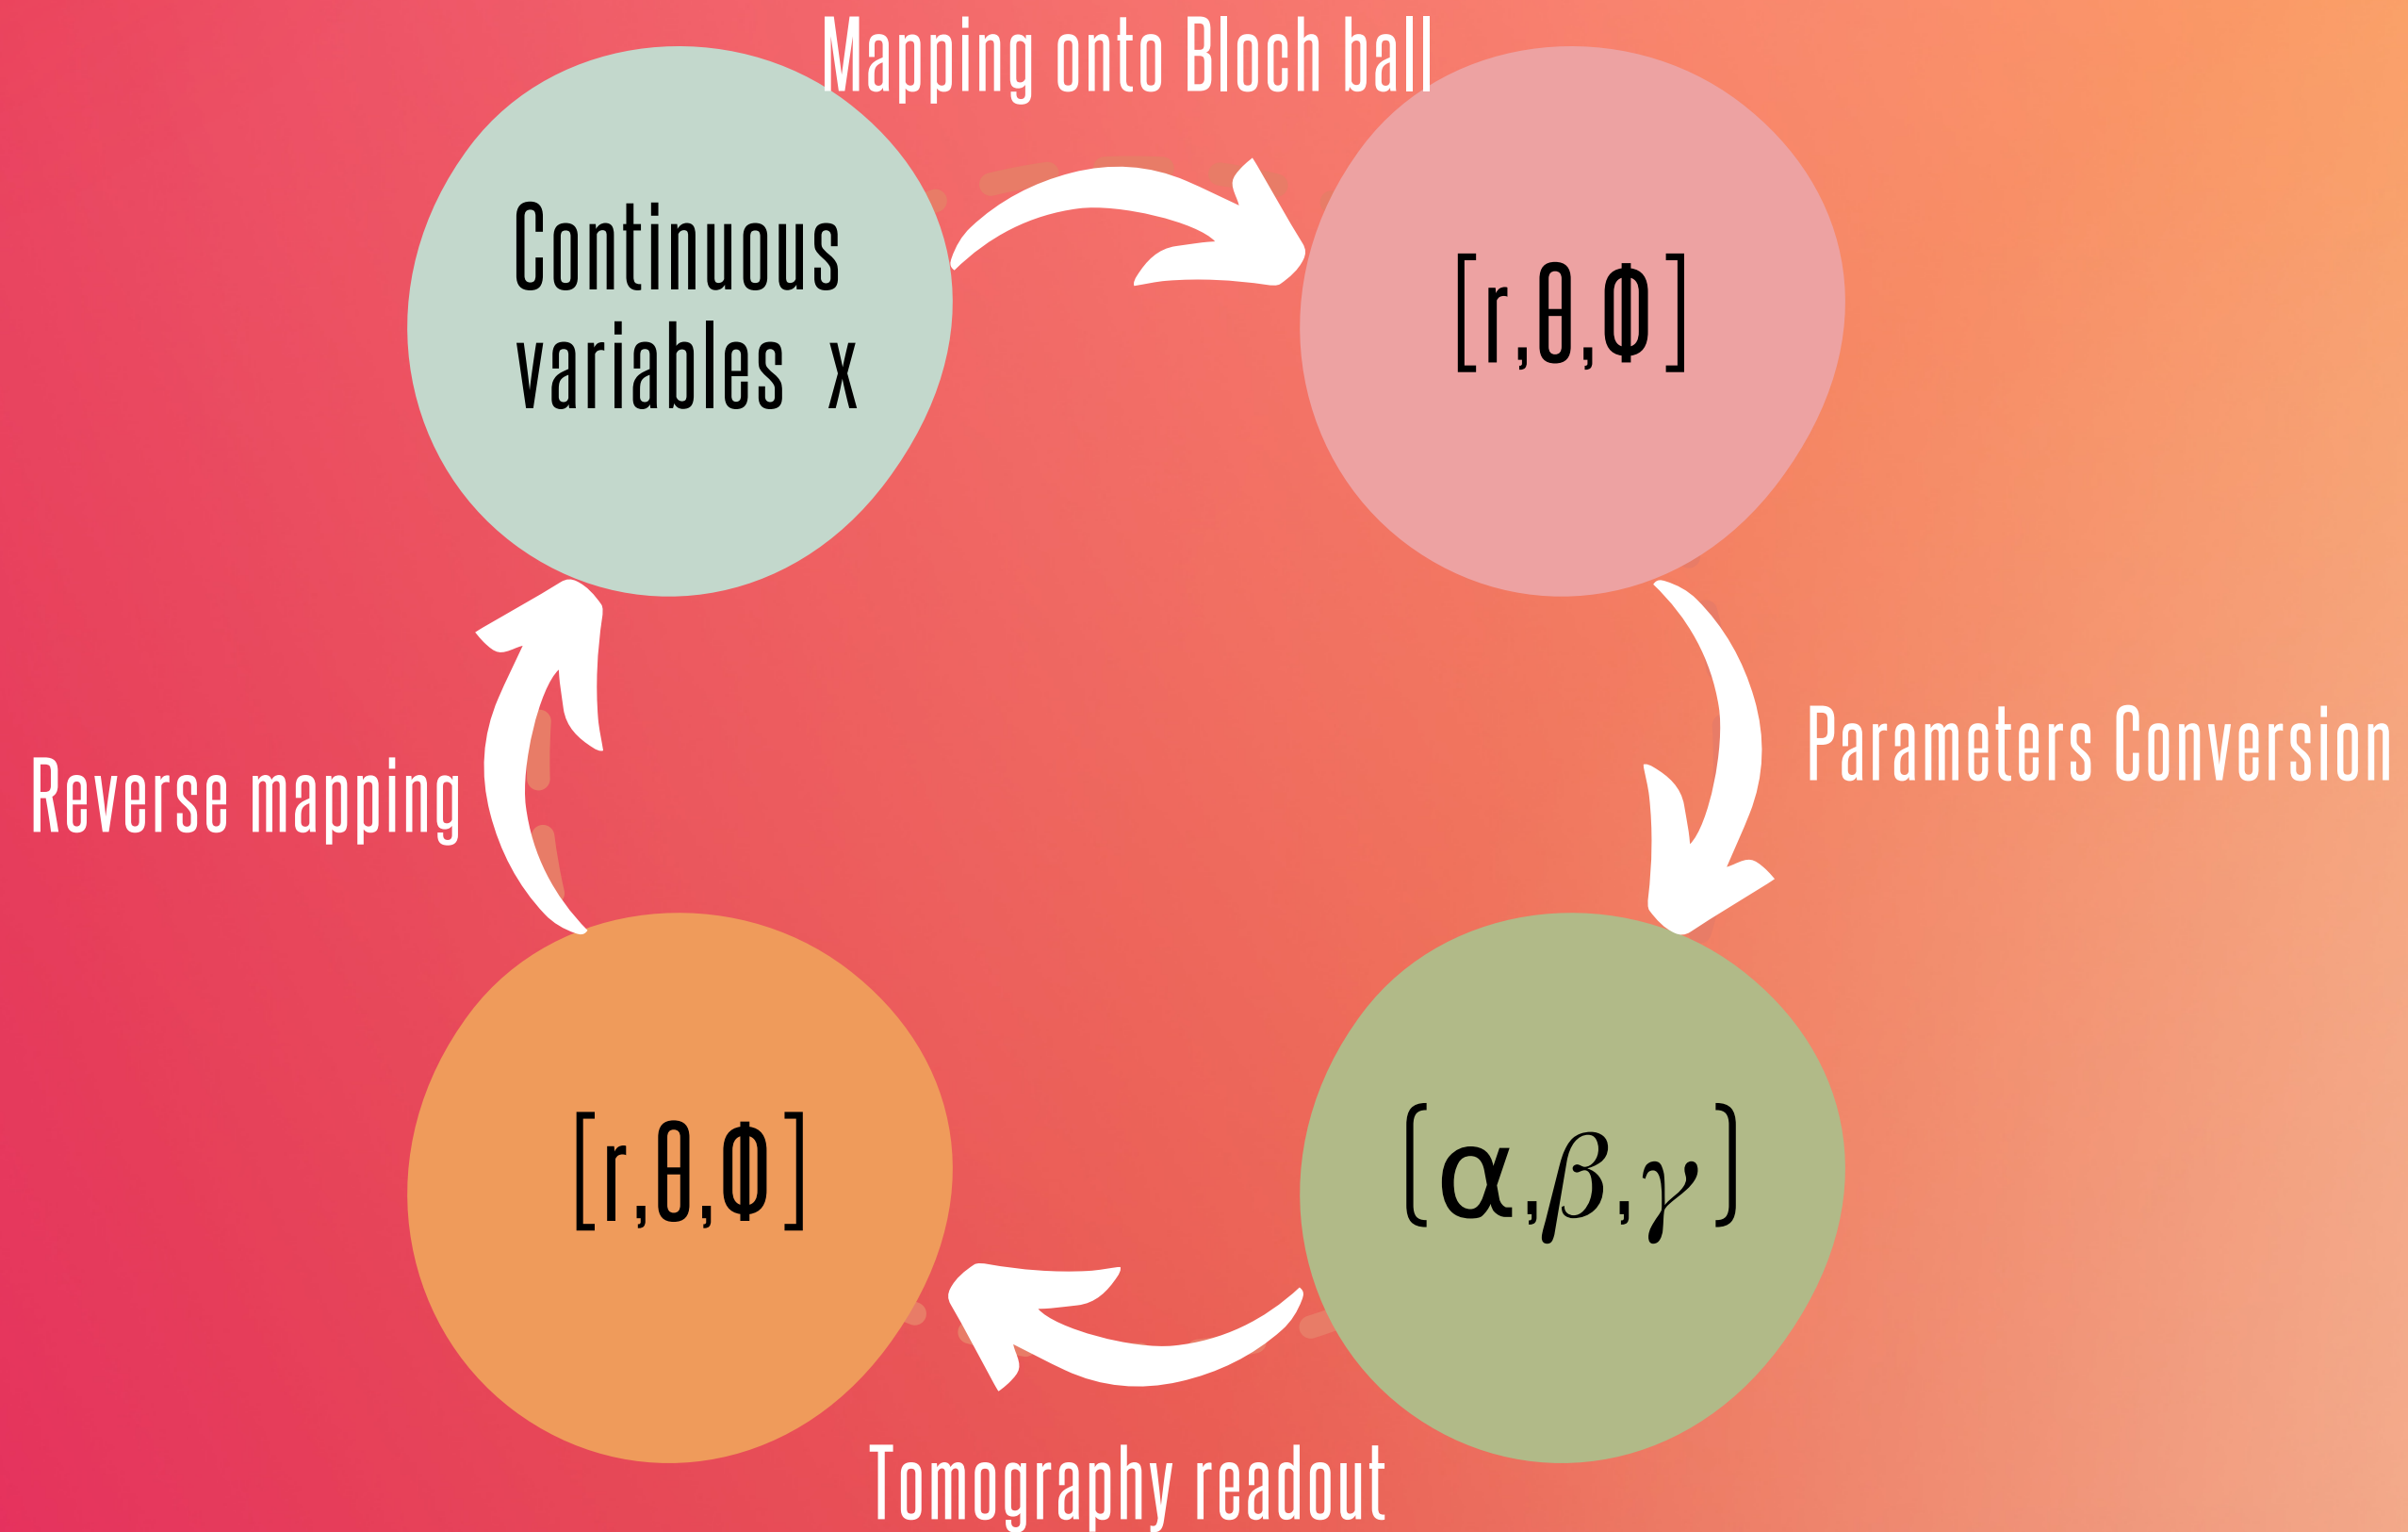 Mapping onto Bloch ball
Continuous
variables x
[r,θ,Φ]
Parameters Conversion
Reverse mapping
[r,θ,Φ]
(α,β,γ)
Tomography readout